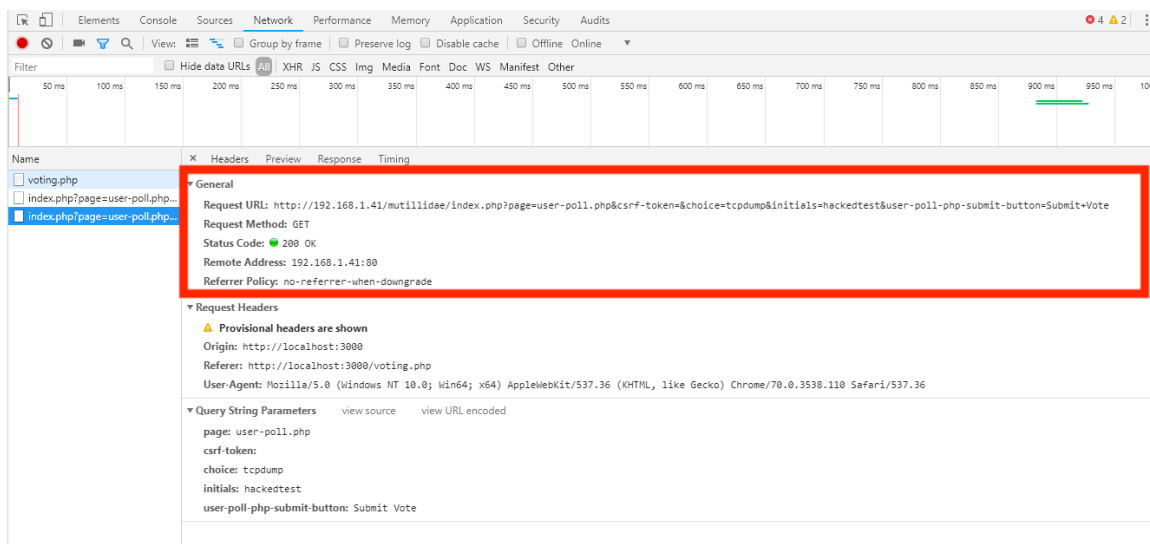 Elements Console Sources Network Performance Memory Application Security Audits 4 2
View: Group by frame Preserve log Disable cache Offline Online
Filter Hide data URLs All XHR JS CSS Img Media Font Doc WS Manifest Other
50 ms 100 ms 150 ms 200 ms 250 ms 300 ms 350 ms 400 ms 450 ms 500 ms 550 ms 600 ms 650 ms 700 ms 750 ms 800 ms 850 ms 900 ms 950 ms 10
Name × Headers Preview Response Timing
voting.php
index.php?page=user-poll.php...
index.php?page=user-poll.php...
General
Request URL: http://192.168.1.41/mutillidae/index.php?page=user-poll.php&csrf-token=&choice=tcpdump&initials=hackedtest&user-poll-php-submit-button=Submit+Vote
Request Method: GET
Status Code: 200 OK
Remote Address: 192.168.1.41:80
Referrer Policy: no-referrer-when-downgrade
Request Headers
Provisional headers are shown
Origin: http://localhost:3000
Referer: http://localhost:3000/voting.php
User-Agent: Mozilla/5.0 (Windows NT 10.0; Win64; x64) AppleWebKit/537.36 (KHTML, like Gecko) Chrome/70.0.3538.110 Safari/537.36
Query String Parameters view source view URL encoded
page: user-poll.php
csrf-token:
choice: tcpdump
initials: hackedtest
user-poll-php-submit-button: Submit Vote